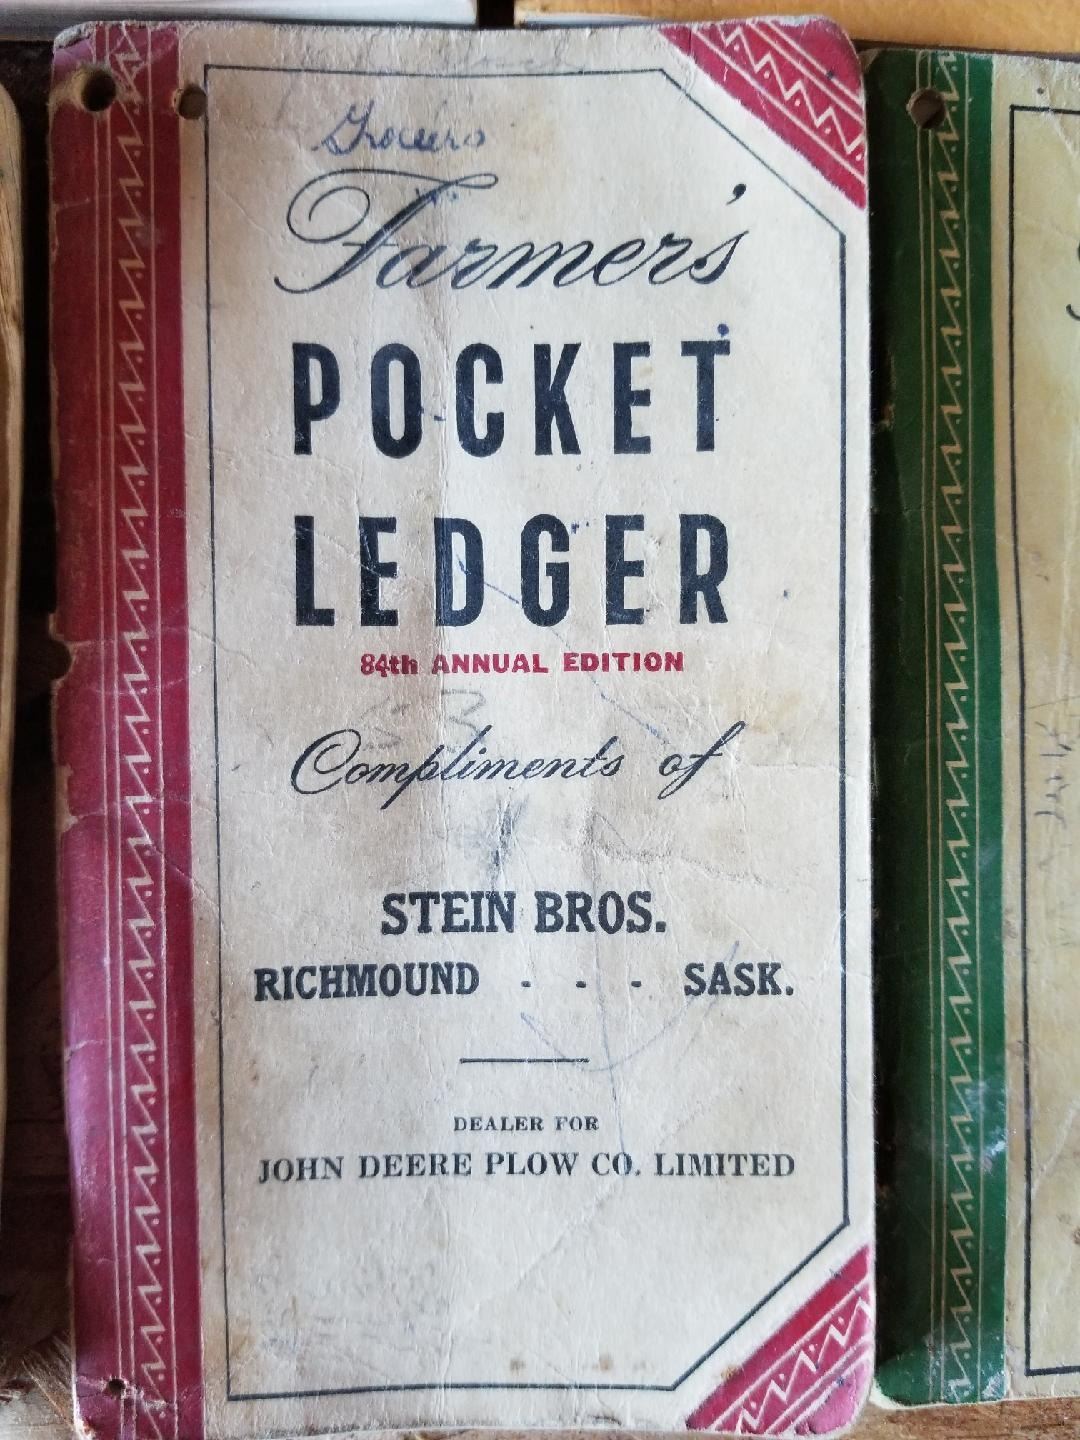 Grocers
Farmer's
POCKET
LEDGER
84th ANNUAL EDITION
Compliments of
STEIN BROS.
RICHMOUND - - - SASK.
DEALER FOR
JOHN DEERE PLOW CO. LIMITED